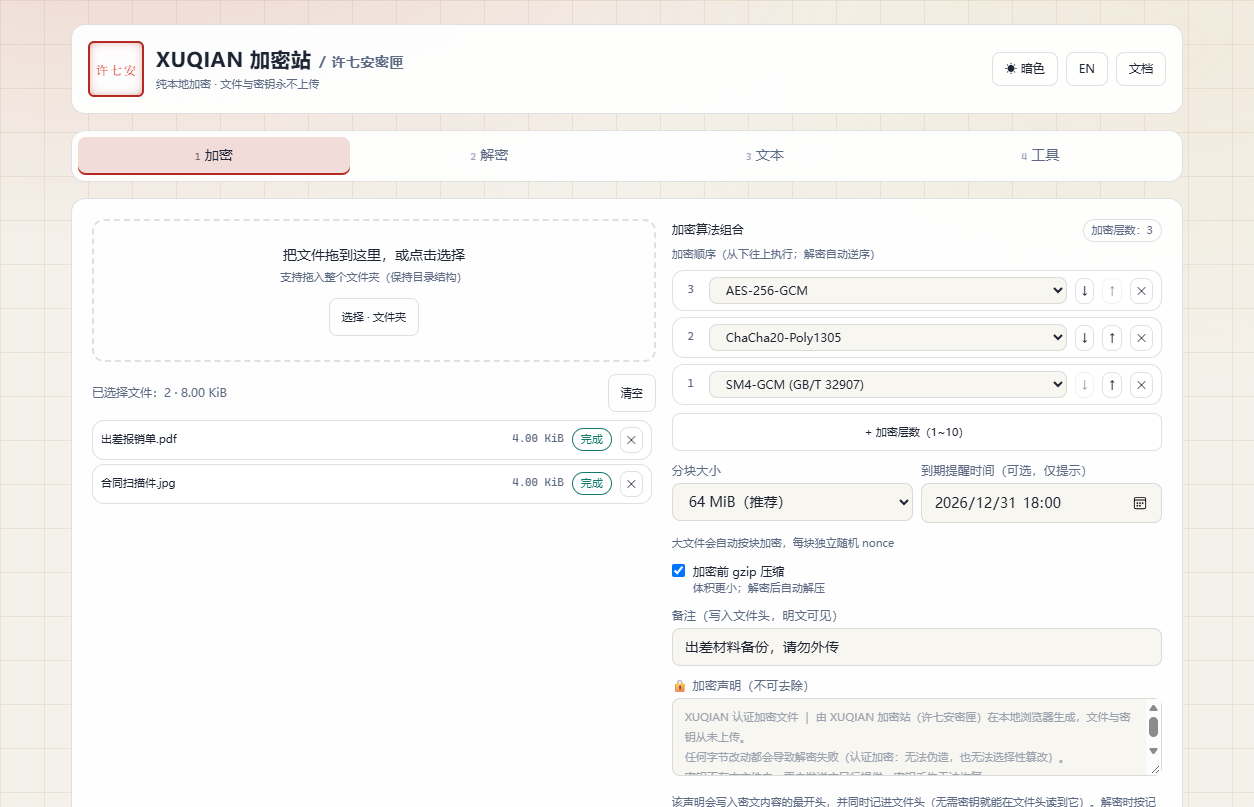 许七安
XUQIAN 加密站 / 许七安密匣
纯本地加密 · 文件与密钥永不上传
☀ 暗色
EN
文档
1 加密
2 解密
3 文本
4 工具
把文件拖到这里，或点击选择
支持拖入整个文件夹（保持目录结构）
选择 · 文件夹
已选择文件：2 · 8.00 KiB
清空
出差报销单.pdf 4.00 KiB 完成 ×
合同扫描件.jpg 4.00 KiB 完成 ×
加密算法组合
加密层数：3
加密顺序（从下往上执行；解密自动逆序）
3 AES-256-GCM ↓ ↑ ×
2 ChaCha20-Poly1305 ↓ ↑ ×
1 SM4-GCM (GB/T 32907) ↓ ↑ ×
+ 加密层数（1~10）
分块大小
64 MiB（推荐）
到期提醒时间（可选，仅提示）
2026/12/31 18:00
大文件会自动按块加密，每块独立随机 nonce
加密前 gzip 压缩
体积更小；解密后自动解压
备注（写入文件头，明文可见）
出差材料备份，请勿外传
🔒 加密声明（不可去除）
XUQIAN 认证加密文件 ｜ 由 XUQIAN 加密站（许七安密匣）在本地浏览器生成，文件与密
钥从未上传。
任何字节改动都会导致解密失败（认证加密：无法伪造，也无法选择性篡改）。
该声明会写入密文内容的最开头，并同时记进文件头（无需密钥就能在文件头读到它）。解密时按记